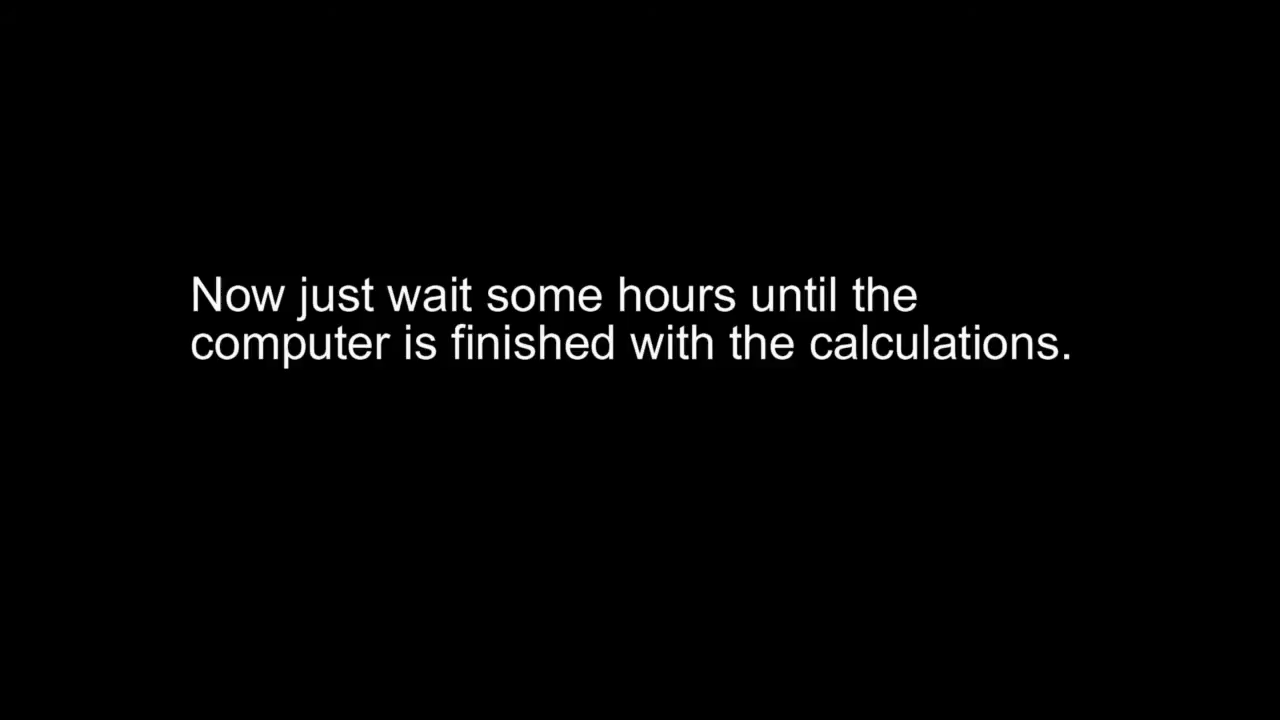 Now just wait some hours until the
computer is finished with the calculations.